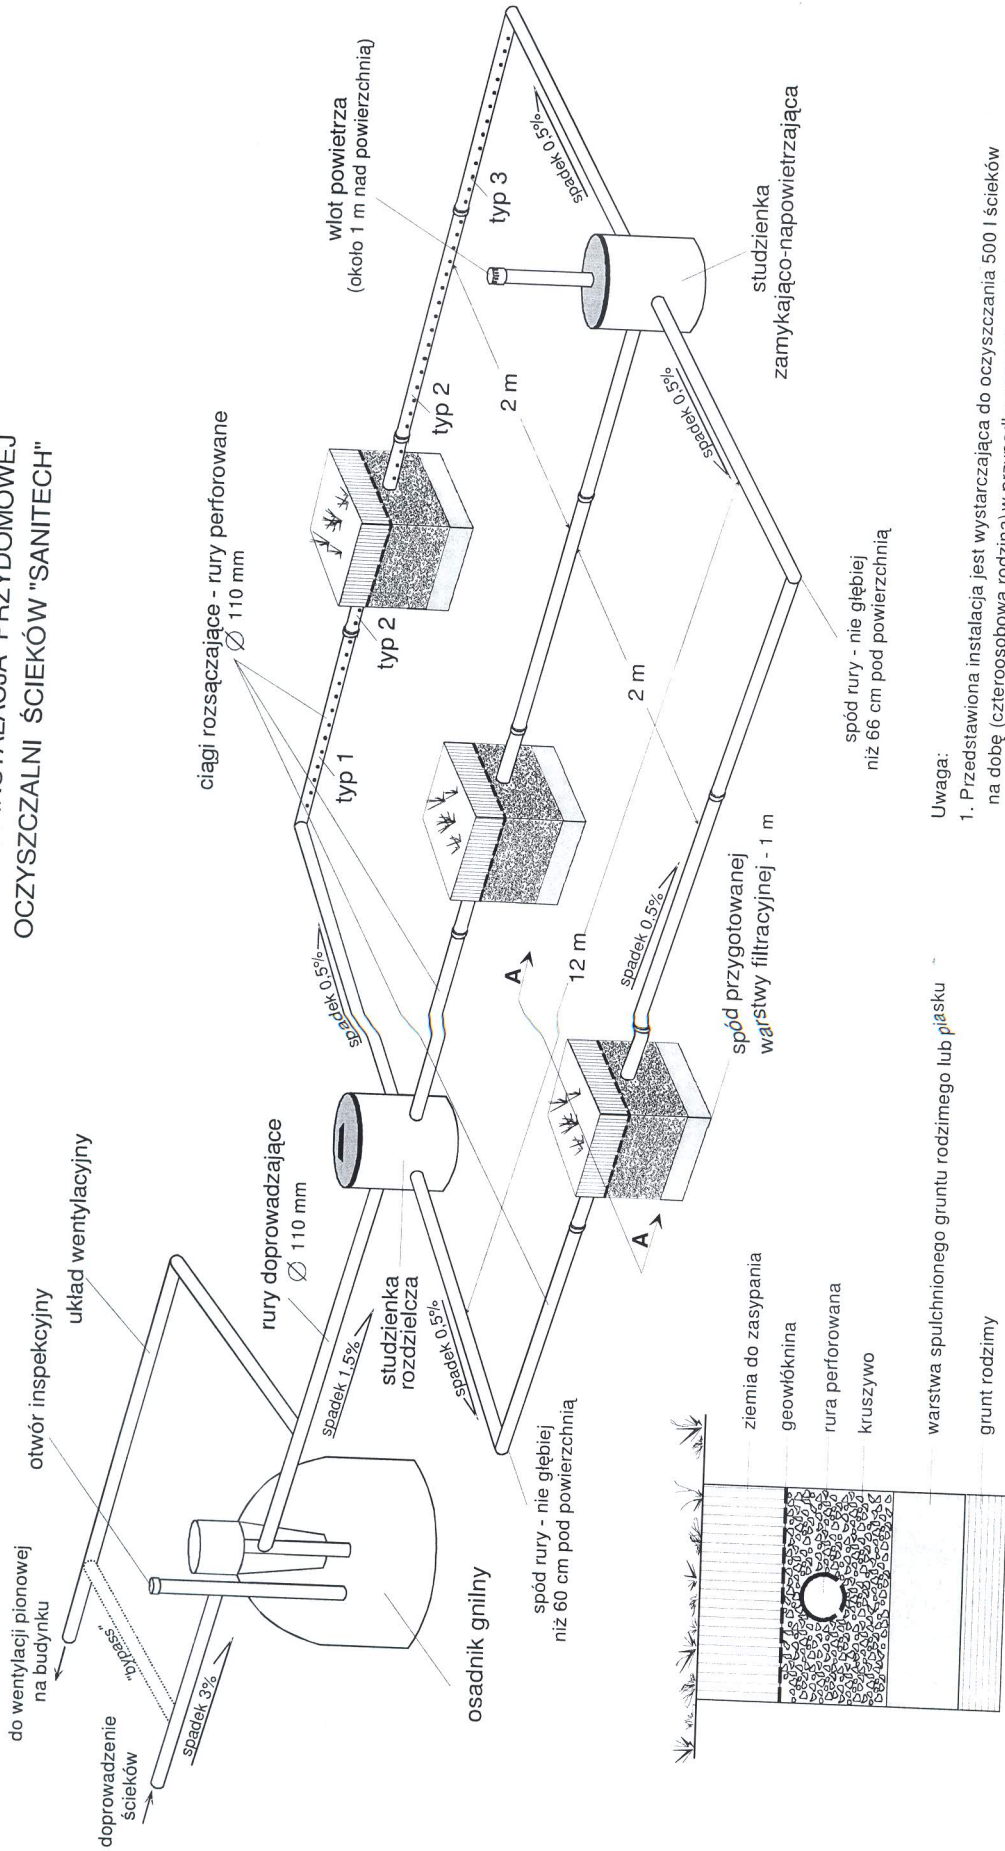 OCZYSZCZALNI ŚCIEKÓW "SANITECH"
do wentylacji pionowej
na budynku
otwór inspekcyjny
układ wentylacyjny
"bypass"
doprowadzenie
ścieków
spadek 3%
osadnik gnilny
rury doprowadzające
Ø 110 mm
spadek 1,5%
studzienka
rozdzielcza
spadek 0,5%
spadek 0,5%
spód rury - nie głębiej
niż 60 cm pod powierzchnią
ciągi rozsączające - rury perforowane
Ø 110 mm
typ 1
typ 2
typ 2
typ 3
wlot powietrza
(około 1 m nad powierzchnią)
spadek 0,5%
studzienka
zamykająco-napowietrzająca
2 m
2 m
12 m
spadek 0,5%
spadek 0,5%
A
A
spód przygotowanej
warstwy filtracyjnej - 1 m
spód rury - nie głębiej
niż 66 cm pod powierzchnią
ziemia do zasypania
geowłóknina
rura perforowana
kruszywo
warstwa spulchnionego gruntu rodzimego lub piasku
grunt rodzimy
Uwaga:
1. Przedstawiona instalacja jest wystarczająca do oczyszczania 500 l ścieków
na dobę (czteroosobowa rodzina) w